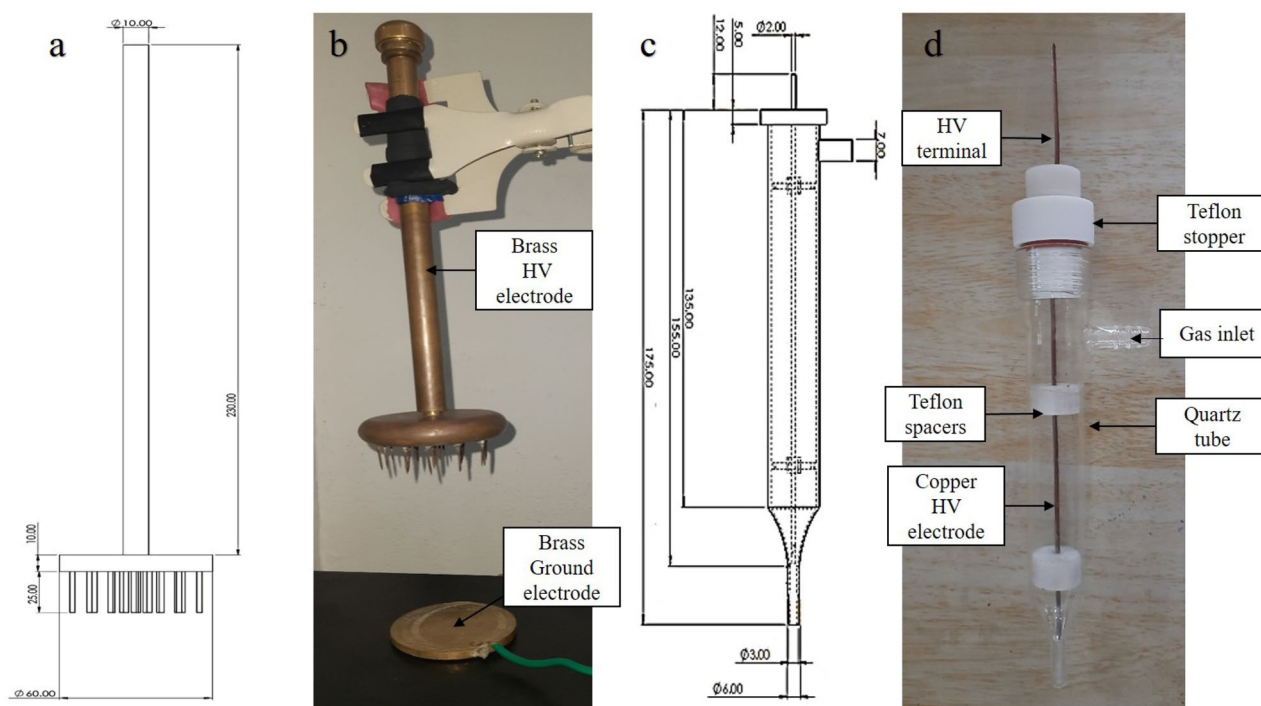 a
Ø10.00
230.00
10.00
25.00
Ø60.00
b
Brass
HV
electrode
Brass
Ground
electrode
c
12.00
5.00
Ø2.00
7.00
135.00
155.00
175.00
Ø3.00
Ø6.00
d
HV
terminal
Teflon
stopper
Gas inlet
Teflon
spacers
Quartz
tube
Copper
HV
electrode